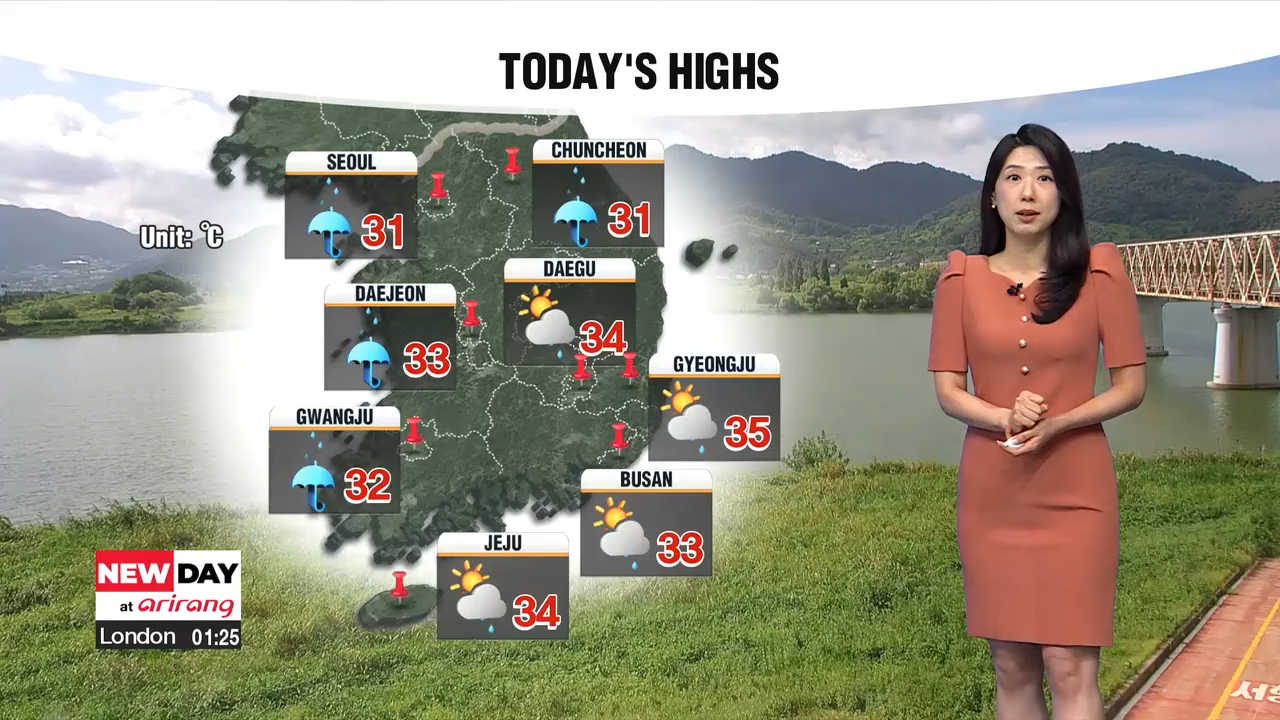 TODAY'S HIGHS
Unit: ℃
SEOUL
31
CHUNCHEON
31
DAEJEON
33
DAEGU
34
GYEONGJU
35
GWANGJU
32
BUSAN
33
JEJU
34
NEW DAY
at arirang
London 01:25